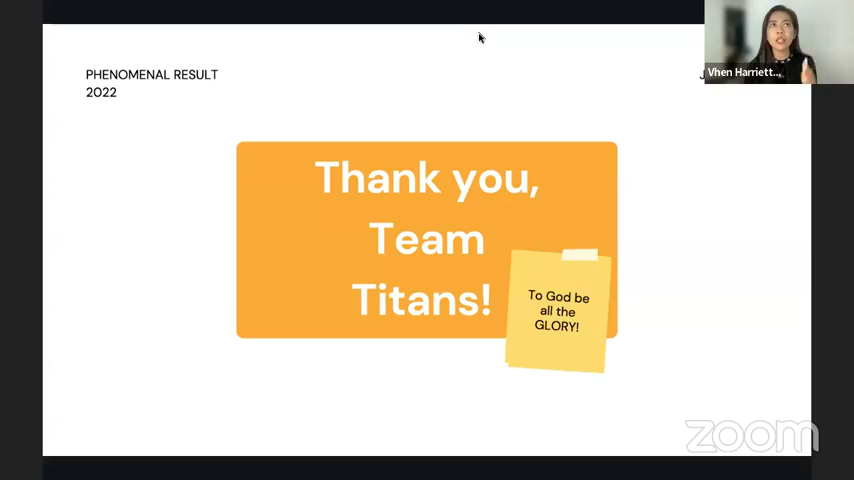 PHENOMENAL RESULT
2022
Vhen Harriett...
Thank you,
Team
Titans!
To God be
all the
GLORY!
zoom